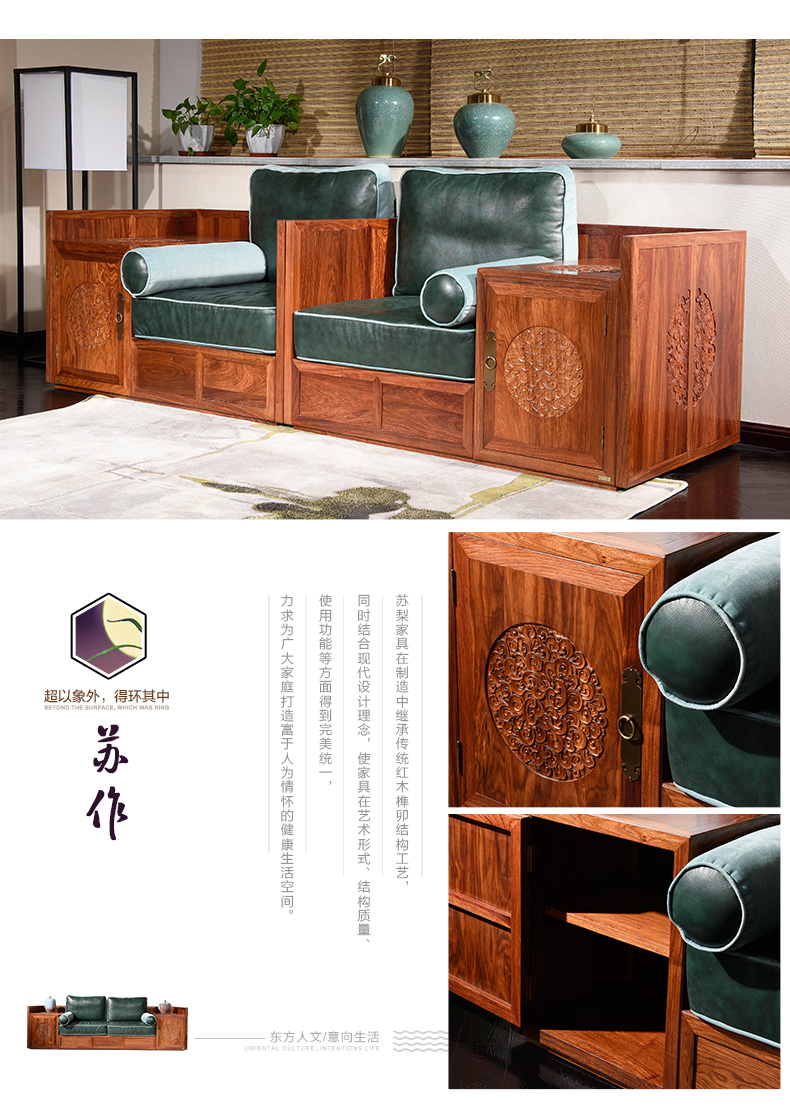 超以象外，得环其中
BEYOND THE SURFACE, WHICH WAS RING
苏作
苏梨家具在制造中继承传统红木榫卯结构工艺，
同时结合现代设计理念，使家具在艺术形式、结构质量、
使用功能等方面得到完美统一，
力求为广大家庭打造富于人为情怀的健康生活空间。
东方人文/意向生活
ORIENTAL CULTURE, INTENTIONS LIFE